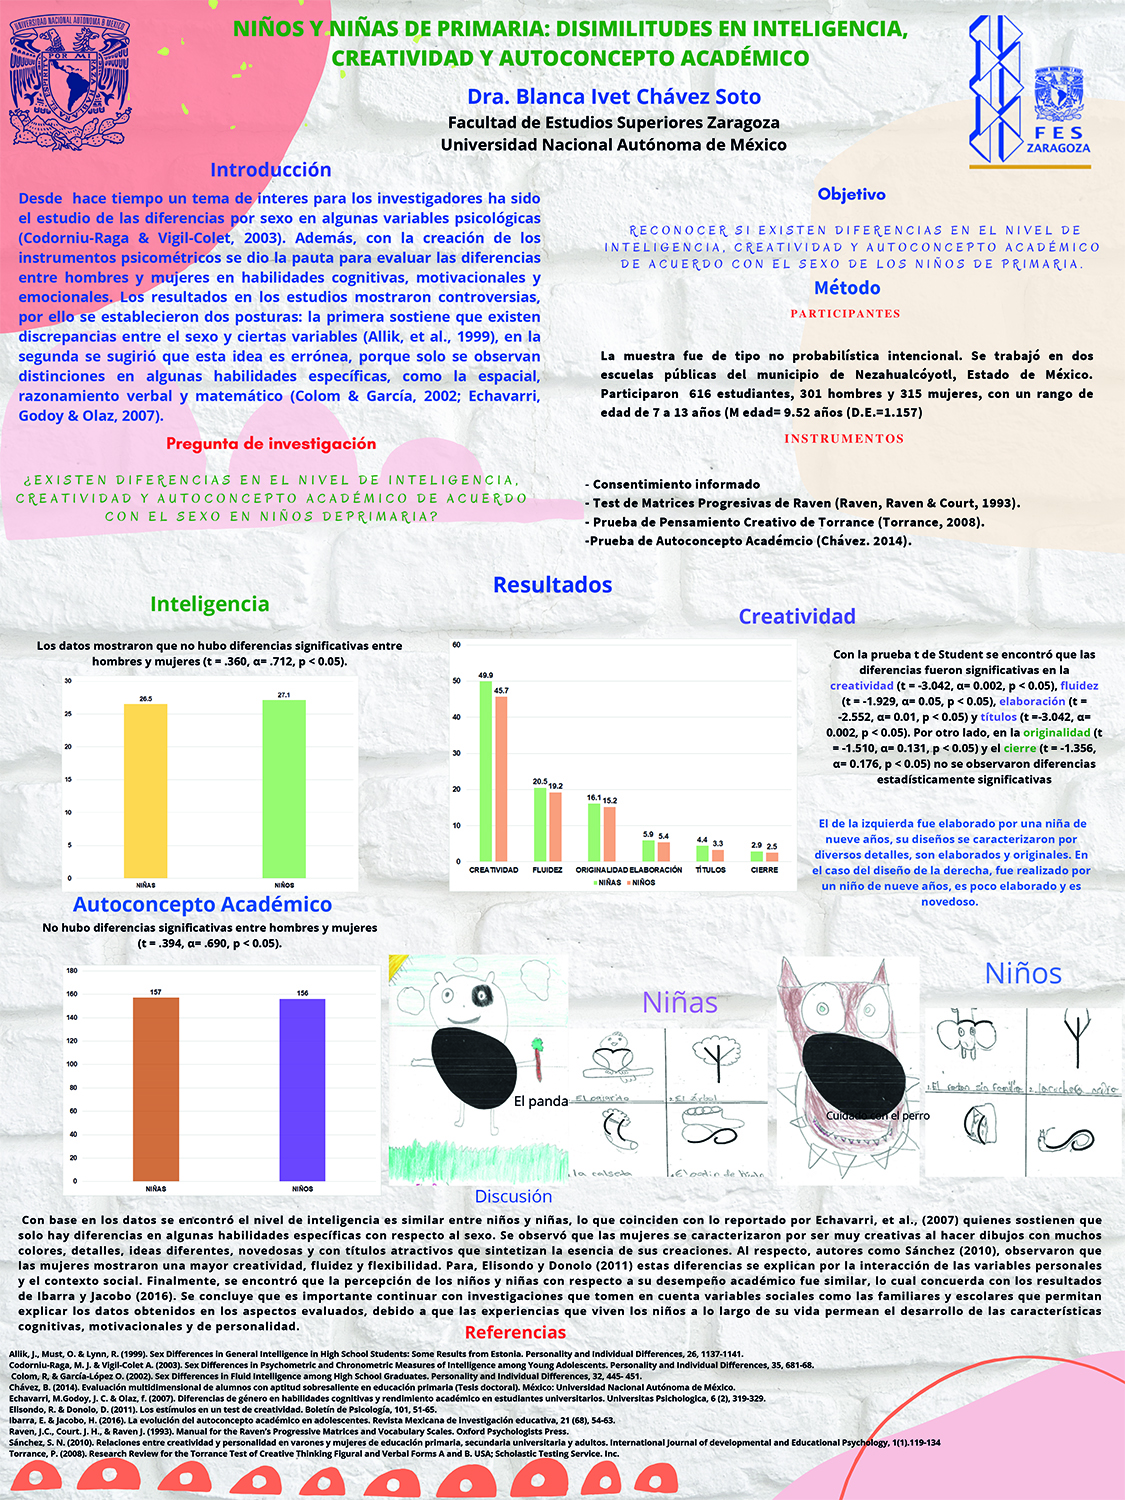 NIÑOS Y NIÑAS DE PRIMARIA: DISIMILITUDES EN INTELIGENCIA,
CREATIVIDAD Y AUTOCONCEPTO ACADÉMICO
Dra. Blanca Ivet Chávez Soto
Facultad de Estudios Superiores Zaragoza
Universidad Nacional Autónoma de México
FES
ZARAGOZA
Introducción
Desde hace tiempo un tema de interes para los investigadores ha sido
el estudio de las diferencias por sexo en algunas variables psicológicas
(Codorniu-Raga & Vigil-Colet, 2003). Además, con la creación de los
instrumentos psicométricos se dio la pauta para evaluar las diferencias
entre hombres y mujeres en habilidades cognitivas, motivacionales y
emocionales. Los resultados en los estudios mostraron controversias,
por ello se establecieron dos posturas: la primera sostiene que existen
discrepancias entre el sexo y ciertas variables (Allik, et al., 1999), en la
segunda se sugirió que esta idea es errónea, porque solo se observan
distinciones en algunas habilidades específicas, como la espacial,
razonamiento verbal y matemático (Colom & García, 2002; Echavarri,
Godoy & Olaz, 2007).
Pregunta de investigación
¿EXISTEN DIFERENCIAS EN EL NIVEL DE INTELIGENCIA,
CREATIVIDAD Y AUTOCONCEPTO ACADÉMICO DE ACUERDO
CON EL SEXO EN NIÑOS DEPRIMARIA?
Objetivo
RECONOCER SI EXISTEN DIFERENCIAS EN EL NIVEL DE
INTELIGENCIA, CREATIVIDAD Y AUTOCONCEPTO ACADÉMICO
DE ACUERDO CON EL SEXO DE LOS NIÑOS DE PRIMARIA.
Método
PARTICIPANTES
La muestra fue de tipo no probabilística intencional. Se trabajó en dos
escuelas públicas del municipio de Nezahualcóyotl, Estado de México.
Participaron 616 estudiantes, 301 hombres y 315 mujeres, con un rango de
edad de 7 a 13 años (M edad= 9.52 años (D.E.=1.157)
INSTRUMENTOS
- Consentimiento informado
- Test de Matrices Progresivas de Raven (Raven, Raven & Court, 1993).
- Prueba de Pensamiento Creativo de Torrance (Torrance, 2008).
-Prueba de Autoconcepto Académcio (Chávez. 2014).
Resultados
Inteligencia
Los datos mostraron que no hubo diferencias significativas entre
hombres y mujeres (t = .360, α= .712, p < 0.05).
30
25
20
15
10
5
0
26.5
27.1
NIÑAS
NIÑOS
Creatividad
60
50
40
30
20
10
0
49.9
45.7
20.5
19.2
16.1
15.2
5.9
5.4
4.4
3.3
2.9
2.5
CREATIVIDAD FLUIDEZ ORIGINALIDAD ELABORACIÓN TÍTULOS CIERRE
NIÑAS NIÑOS
Con la prueba t de Student se encontró que las
diferencias fueron significativas en la
creatividad (t = -3.042, α= 0.002, p < 0.05), fluidez
(t = -1.929, α= 0.05, p < 0.05), elaboración (t =
-2.552, α= 0.01, p < 0.05) y títulos (t =-3.042, α=
0.002, p < 0.05). Por otro lado, en la originalidad (t
= -1.510, α= 0.131, p < 0.05) y el cierre (t = -1.356,
α= 0.176, p < 0.05) no se observaron diferencias
estadísticamente significativas
El de la izquierda fue elaborado por una niña de
nueve años, su diseños se caracterizaron por
diversos detalles, son elaborados y originales. En
el caso del diseño de la derecha, fue realizado por
un niño de nueve años, es poco elaborado y es
novedoso.
Autoconcepto Académico
No hubo diferencias significativas entre hombres y mujeres
(t = .394, α= .690, p < 0.05).
180
160
140
120
100
80
60
40
20
0
157
156
NIÑAS
NIÑOS
El panda
Niñas
El pajarito
El árbol
la calzada
Cuidado con el perro
Niños
1. El raton sin familia
2.
Discusión
Con base en los datos se encontró el nivel de inteligencia es similar entre niños y niñas, lo que coinciden con lo reportado por Echavarri, et al., (2007) quienes sostienen que
solo hay diferencias en algunas habilidades específicas con respecto al sexo. Se observó que las mujeres se caracterizaron por ser muy creativas al hacer dibujos con muchos
colores, detalles, ideas diferentes, novedosas y con títulos atractivos que sintetizan la esencia de sus creaciones. Al respecto, autores como Sánchez (2010), observaron que
las mujeres mostraron una mayor creatividad, fluidez y flexibilidad. Para, Elisondo y Donolo (2011) estas diferencias se explican por la interacción de las variables personales
y el contexto social. Finalmente, se encontró que la percepción de los niños y niñas con respecto a su desempeño académico fue similar, lo cual concuerda con los resultados
de Ibarra y Jacobo (2016). Se concluye que es importante continuar con investigaciones que tomen en cuenta variables sociales como las familiares y escolares que permitan
explicar los datos obtenidos en los aspectos evaluados, debido a que las experiencias que viven los niños a lo largo de su vida permean el desarrollo de las características
cognitivas, motivacionales y de personalidad.
Referencias
Allik, J., Must, O. & Lynn, R. (1999). Sex Differences in General Intelligence in High School Students: Some Results from Estonia. Personality and Individual Differences, 26, 1137-1141.
Codorniu-Raga, M. J. & Vigil-Colet A. (2003). Sex Differences in Psychometric and Chronometric Measures of Intelligence among Young Adolescents. Personality and Individual Differences, 35, 681-68.
Colom, R, & García-López O. (2002). Sex Differences in Fluid Intelligence among High School Graduates. Personality and Individual Differences, 32, 445- 451.
Chávez, B. (2014). Evaluación multidimensional de alumnos con aptitud sobresaliente en educación primaria (Tesis doctoral). México: Universidad Nacional Autónoma de México.
Echavarri, M.Godoy, J. C. & Olaz, f. (2007). Diferencias de género en habilidades cognitivas y rendimiento académico en estudiantes universitarios. Universitas Psichologica, 6 (2), 319-329.
Elisondo, R. & Donolo, D. (2011). Los estímulos en un test de creatividad. Boletín de Psicología, 101, 51-65.
Ibarra, E. & Jacobo, H. (2016). La evolución del autoconcepto académico en adolescentes. Revista Mexicana de Investigación educativa, 21 (68), 54-63.
Raven, J.C., Court. J. H., & Raven J. (1993). Manual for the Raven's Progressive Matrices and Vocabulary Scales. Oxford Psychologists Press.
Sánchez, S. N. (2010). Relaciones entre creatividad y personalidad en varones y mujeres de educación primaria, secundaria universitaria y adultos. International Journal of developmental and Educational Psychology, 1(1).119-134
Torrance, P. (2008). Research Review for the Torrance Test of Creative Thinking Figural and Verbal Forms A and B. USA; Scholastic Testing Service. Inc.